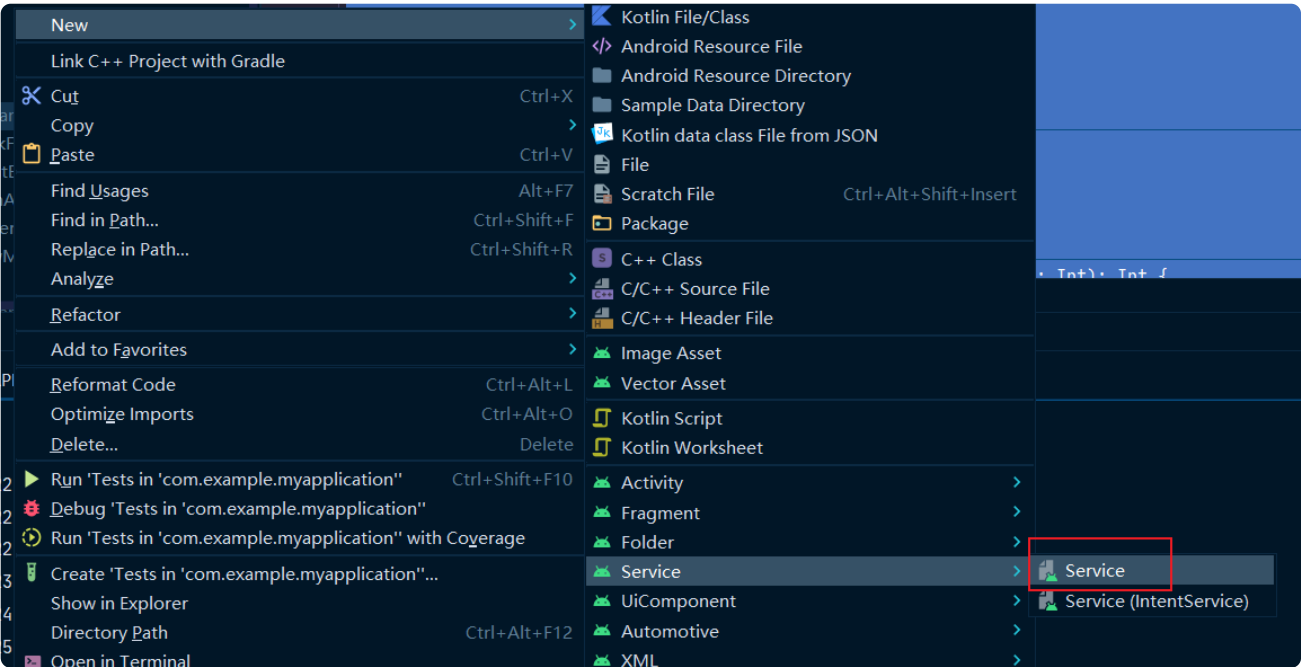 New
Link C++ Project with Gradle
Cut Ctrl+X
Copy
Paste Ctrl+V
Find Usages Alt+F7
Find in Path... Ctrl+Shift+F
Replace in Path... Ctrl+Shift+R
Analyze
Refactor
Add to Favorites
Reformat Code Ctrl+Alt+L
Optimize Imports Ctrl+Alt+O
Delete... Delete
Run 'Tests in 'com.example.myapplication'' Ctrl+Shift+F10
Debug 'Tests in 'com.example.myapplication''
Run 'Tests in 'com.example.myapplication'' with Coverage
Create 'Tests in 'com.example.myapplication''...
Show in Explorer
Directory Path Ctrl+Alt+F12
Open in Terminal
Kotlin File/Class
Android Resource File
Android Resource Directory
Sample Data Directory
Kotlin data class File from JSON
File
Scratch File Ctrl+Alt+Shift+Insert
Package
C++ Class
C/C++ Source File
C/C++ Header File
Image Asset
Vector Asset
Kotlin Script
Kotlin Worksheet
Activity
Fragment
Folder
Service
UiComponent
Automotive
XML
Service
Service (IntentService)
: Int): Int {